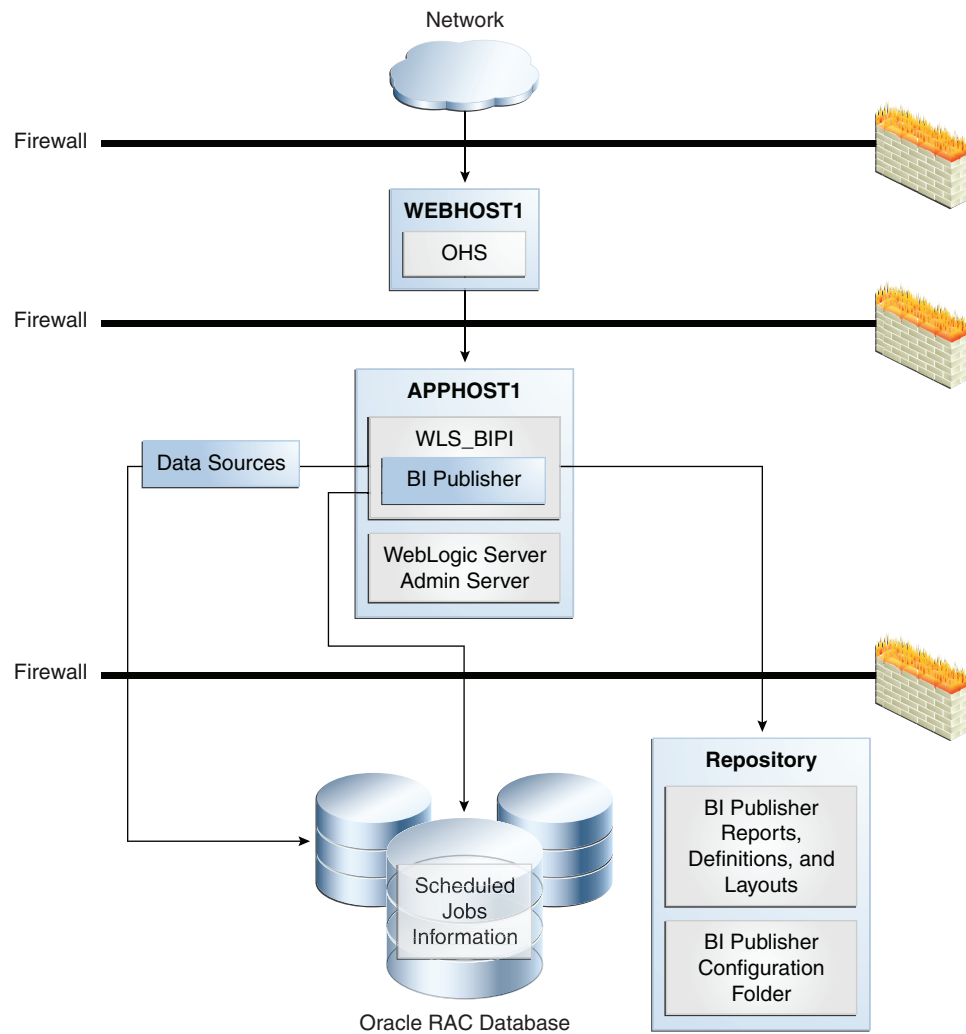 Network
Firewall
WEBHOST1
OHS
Firewall
APPHOST1
WLS_BIPI
Data Sources
BI Publisher
WebLogic Server
Admin Server
Firewall
Repository
BI Publisher
Reports,
Definitions, and
Layouts
Scheduled
Jobs
Information
BI Publisher
Configuration
Folder
Oracle RAC Database